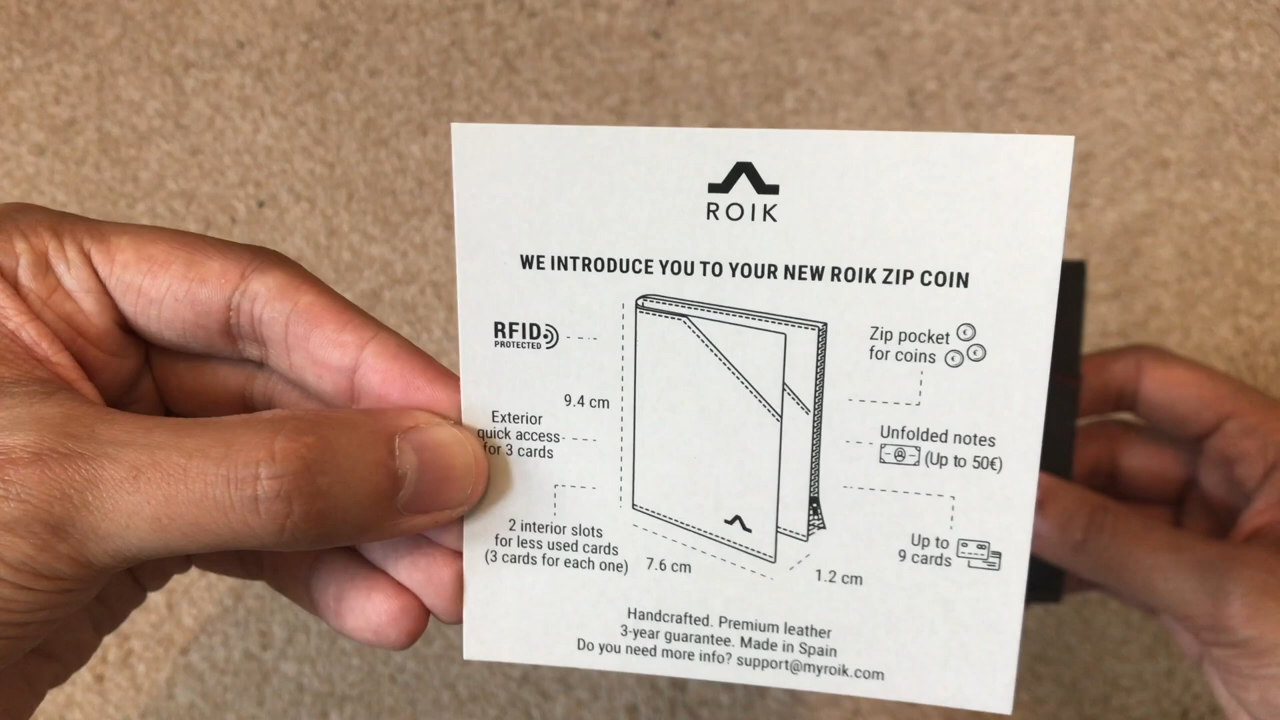 ROIK
WE INTRODUCE YOU TO YOUR NEW ROIK ZIP COIN
RFID
PROTECTED
Zip pocket
for coins
9.4 cm
Exterior
quick access
for 3 cards
Unfolded notes
(Up to 50€)
2 interior slots
for less used cards
(3 cards for each one)
Up to
9 cards
7.6 cm
1.2 cm
Handcrafted. Premium leather
3-year guarantee. Made in Spain
Do you need more info? support@myroik.com